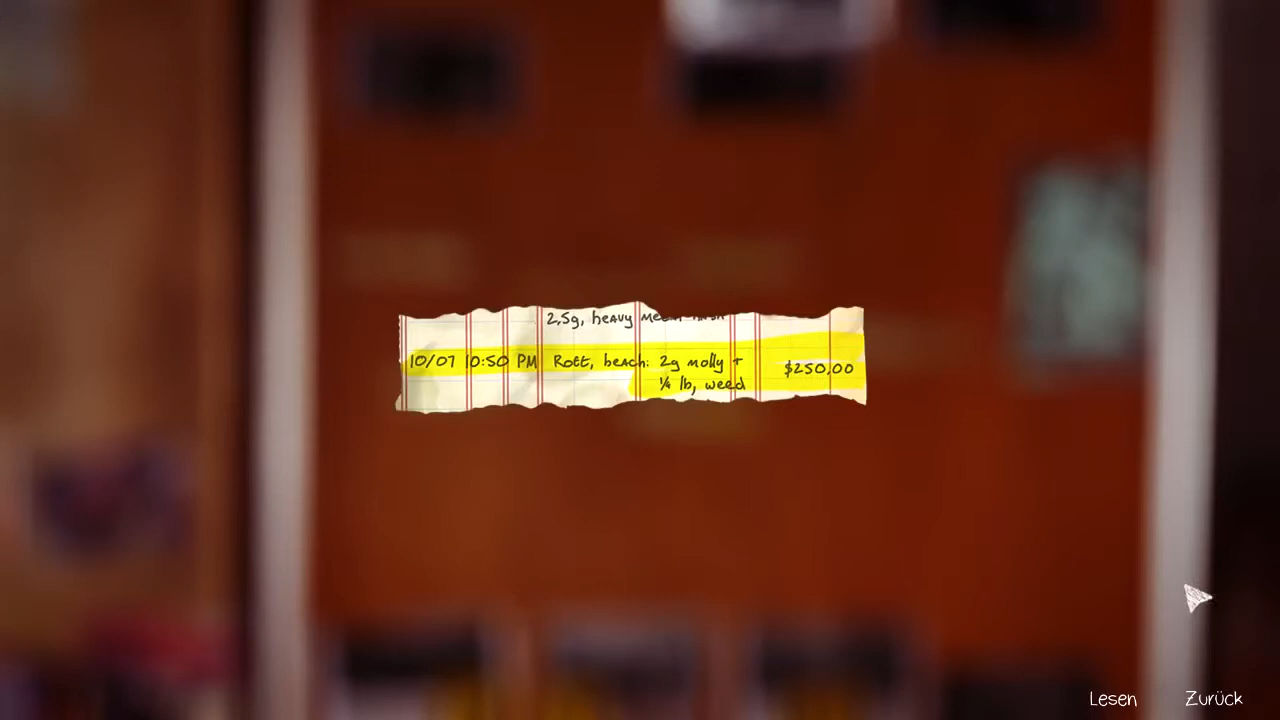 2.5g, heavy
10/07 10:50 PM Rott, beach: 2g molly + $250.00
1/4 lb, weed
Lesen Zurück